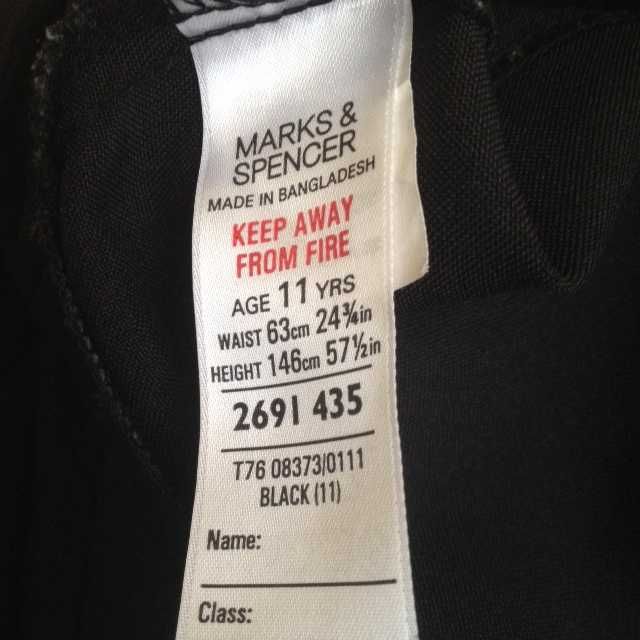 MARKS &
SPENCER
MADE IN BANGLADESH
KEEP AWAY
FROM FIRE
AGE 11 YRS
WAIST 63cm 24¾in
HEIGHT 146cm 57½in
2691 435
T76 08373/0111
BLACK (11)
Name:
Class: